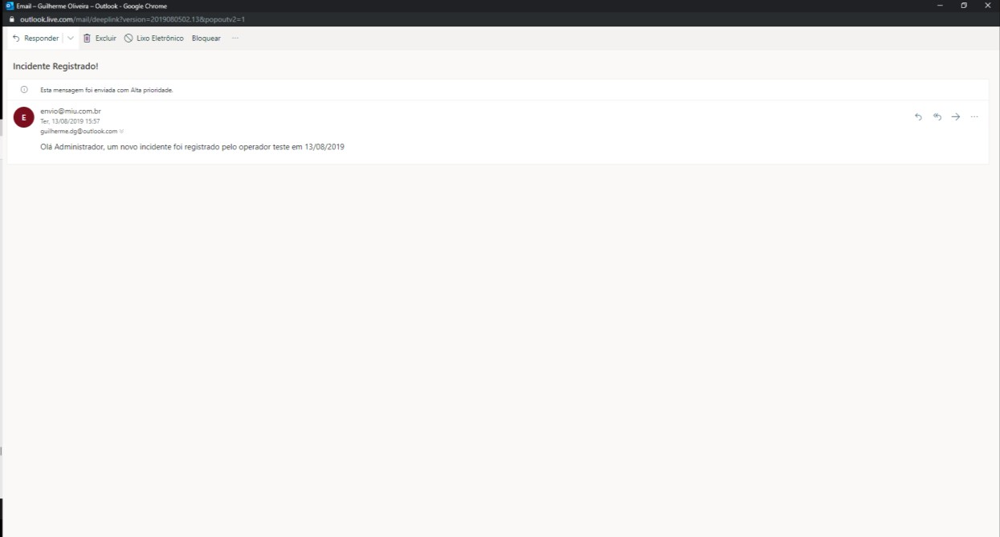 Email – Guilherme Oliveira – Outlook - Google Chrome
outlook.live.com/mail/deeplink?version=2019080502.13&popoutv2=1
Responder Excluir Lixo Eletrônico Bloquear ...
Incidente Registrado!
Esta mensagem foi enviada com Alta prioridade.
E
envio@miu.com.br
Ter, 13/08/2019 15:57
guilherme.dg@outlook.com
Olá Administrador, um novo incidente foi registrado pelo operador teste em 13/08/2019